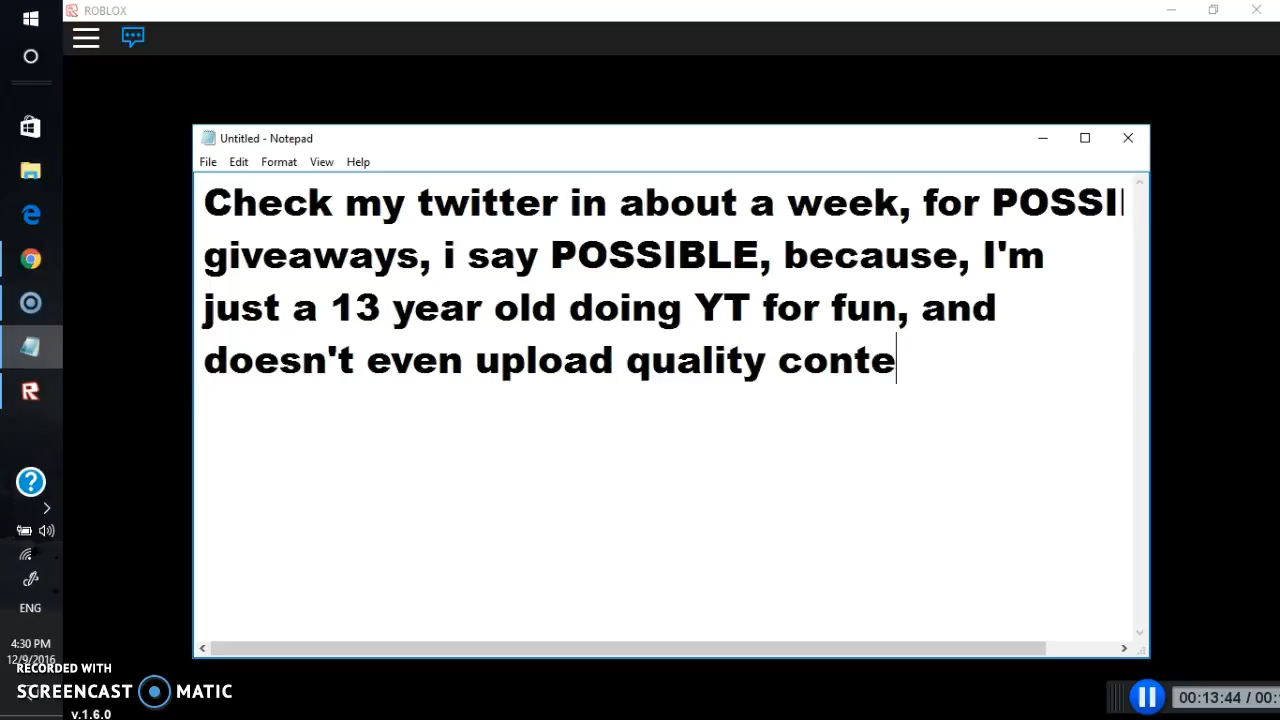 ROBLOX
Untitled - Notepad
File Edit Format View Help
Check my twitter in about a week, for
giveaways, i say POSSIBLE, because, I'm
just a 13 year old doing YT for fun, and
doesn't even upload quality conte
ENG
4:30 PM
12/9/2016
RECORDED WITH
SCREENCAST MATIC
v.1.6.0
00:13:44 / 00: